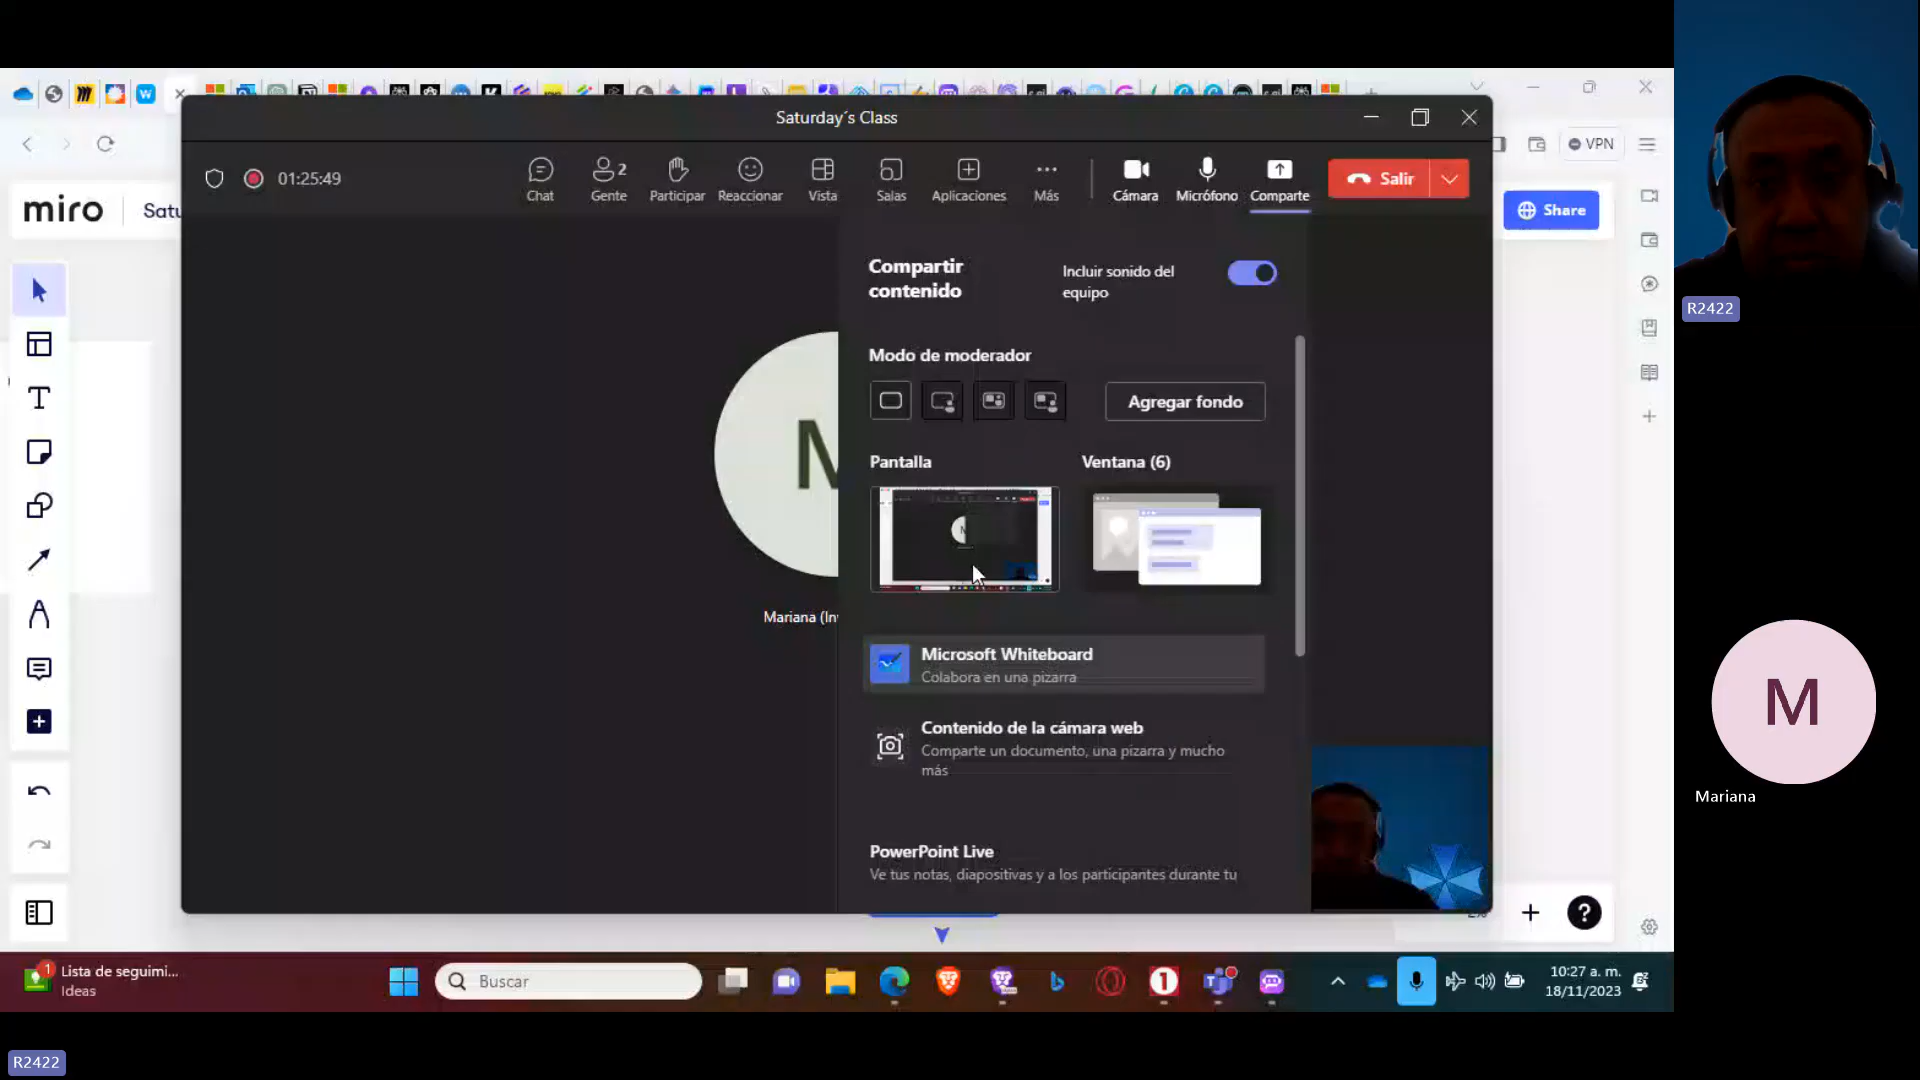 Saturday´s Class
VPN
01:25:49
Chat
Gente
2
Participar
Reaccionar
Vista
Salas
Aplicaciones
Más
Cámara
Micrófono
Comparte
Salir
miro
Satu
Share
Compartir
contenido
Incluir sonido del
equipo
Modo de moderador
Agregar fondo
Pantalla
Ventana (6)
M
Mariana (In
Microsoft Whiteboard
Colabora en una pizarra
Contenido de la cámara web
Comparte un documento, una pizarra y mucho
más
PowerPoint Live
Ve tus notas, diapositivas y a los participantes durante tu
R2422
M
Mariana
1
Lista de seguimi...
Ideas
Buscar
10:27 a. m.
18/11/2023
R2422